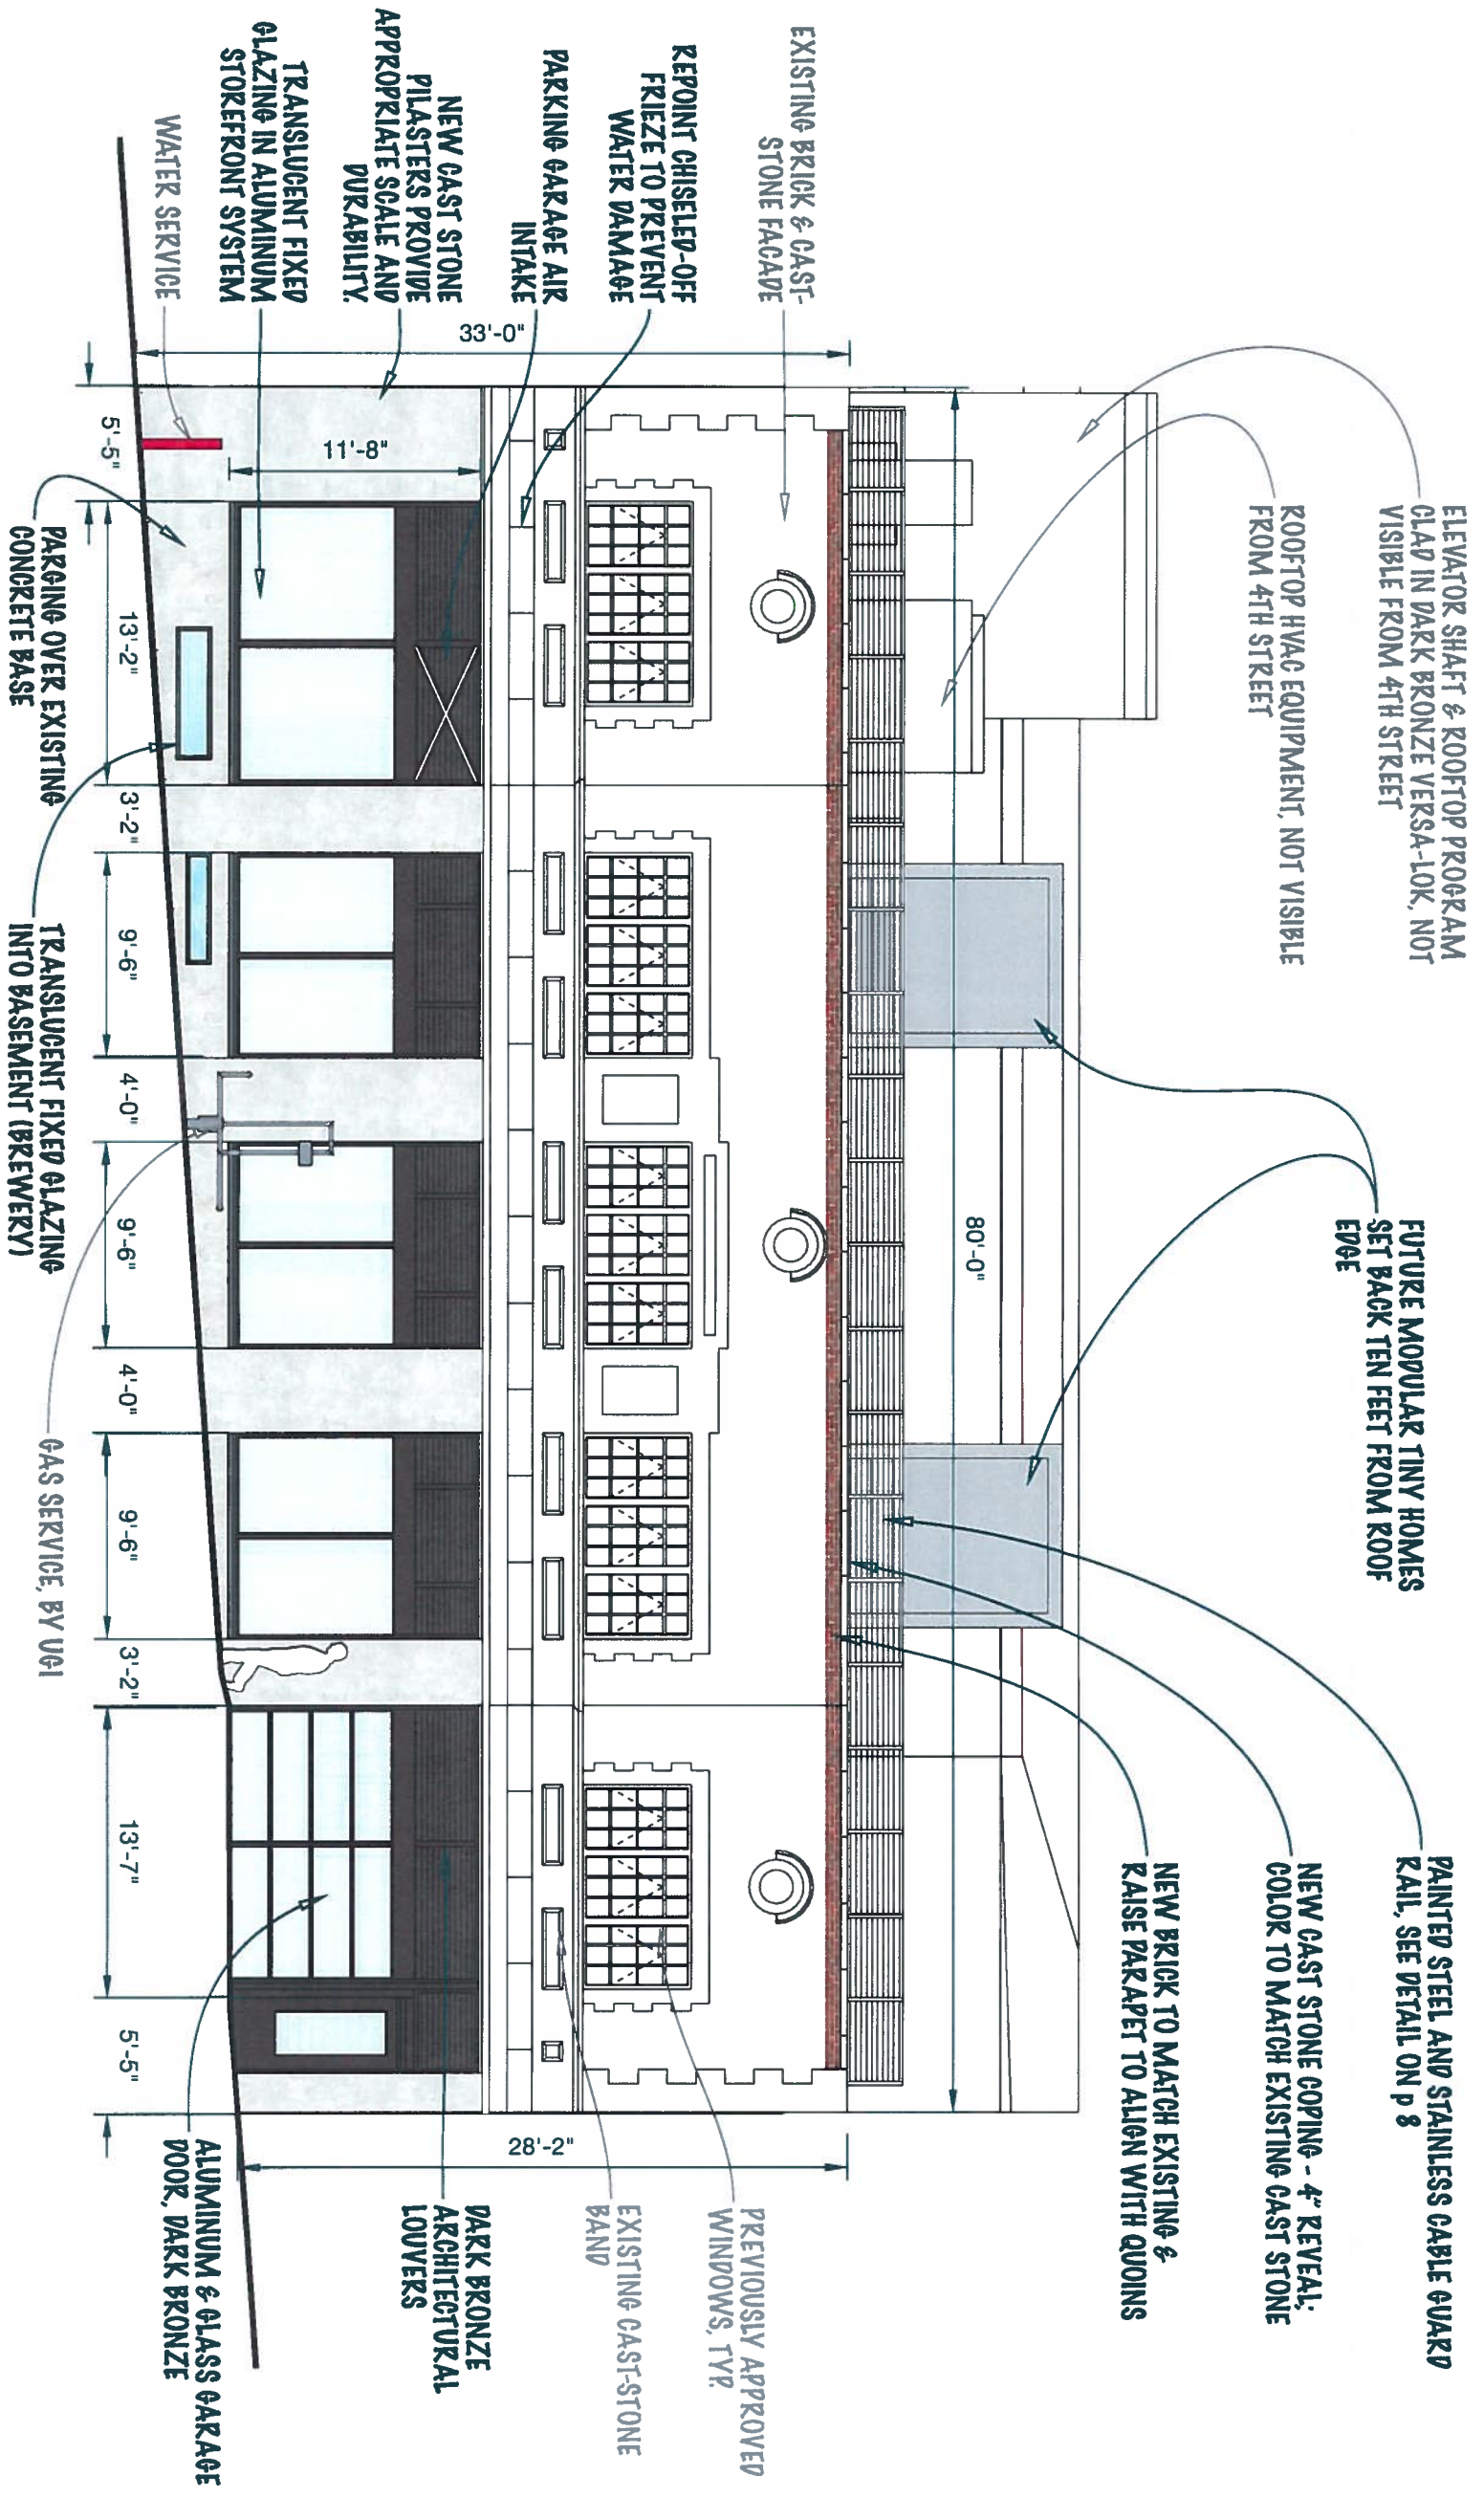 ELEVATOR SHAFT & ROOFTOP PROGRAM
CLAD IN DARK BRONZE VERSA-LOK, NOT
VISIBLE FROM 4TH STREET
ROOFTOP HVAC EQUIPMENT, NOT VISIBLE
FROM 4TH STREET
FUTURE MODULAR TINY HOMES
SET BACK TEN FEET FROM ROOF
EDGE
PAINTED STEEL AND STAINLESS CABLE GUARD
RAIL, SEE DETAIL ON p 8
NEW CAST STONE COPING - 4" REVEAL;
COLOR TO MATCH EXISTING CAST STONE
NEW BRICK TO MATCH EXISTING &
RAISE PARAPET TO ALIGN WITH QUOINS
EXISTING BRICK & CAST-
STONE FACADE
REPOINT CHISELED-OFF
FRIEZE TO PREVENT
WATER DAMAGE
PARKING GARAGE AIR
INTAKE
NEW CAST STONE
PILASTERS PROVIDE
APPROPRIATE SCALE AND
DURABILITY.
TRANSLUCENT FIXED
GLAZING IN ALUMINUM
STOREFRONT SYSTEM
WATER SERVICE
33'-0"
80'-0"
11'-8"
28'-2"
PREVIOUSLY APPROVED
WINDOWS, TYP.
EXISTING CAST-STONE
BAND
DARK BRONZE
ARCHITECTURAL
LOUVERS
ALUMINUM & GLASS GARAGE
DOOR, DARK BRONZE
5'-5"
13'-2"
3'-2"
9'-6"
4'-0"
9'-6"
4'-0"
9'-6"
3'-2"
13'-7"
5'-5"
PARGING OVER EXISTING
CONCRETE BASE
TRANSLUCENT FIXED GLAZING
INTO BASEMENT (BREWERY)
GAS SERVICE, BY UGI